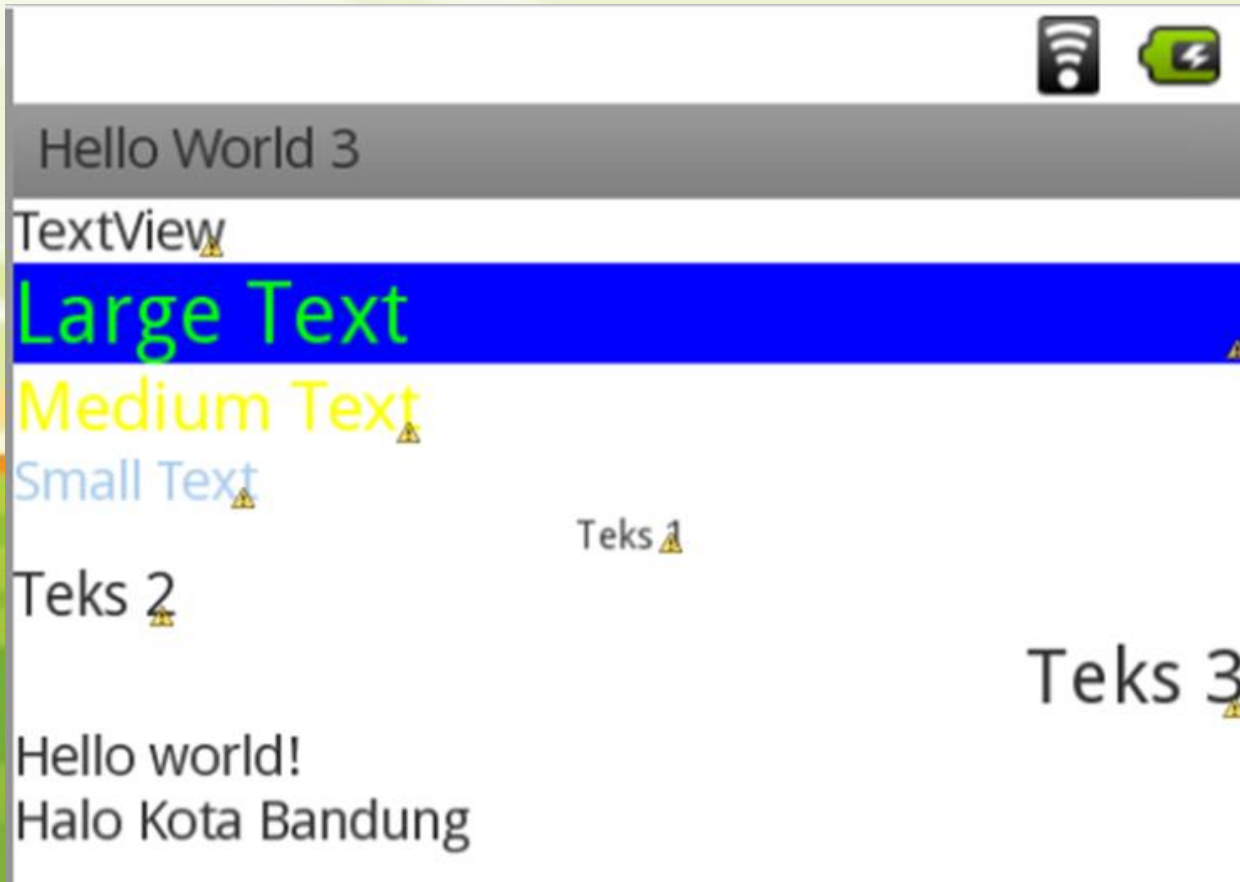 Hello World 3
TextView
Large Text
Medium Text
Small Text
Teks 1
Teks 2
Teks 3
Hello world!
Halo Kota Bandung